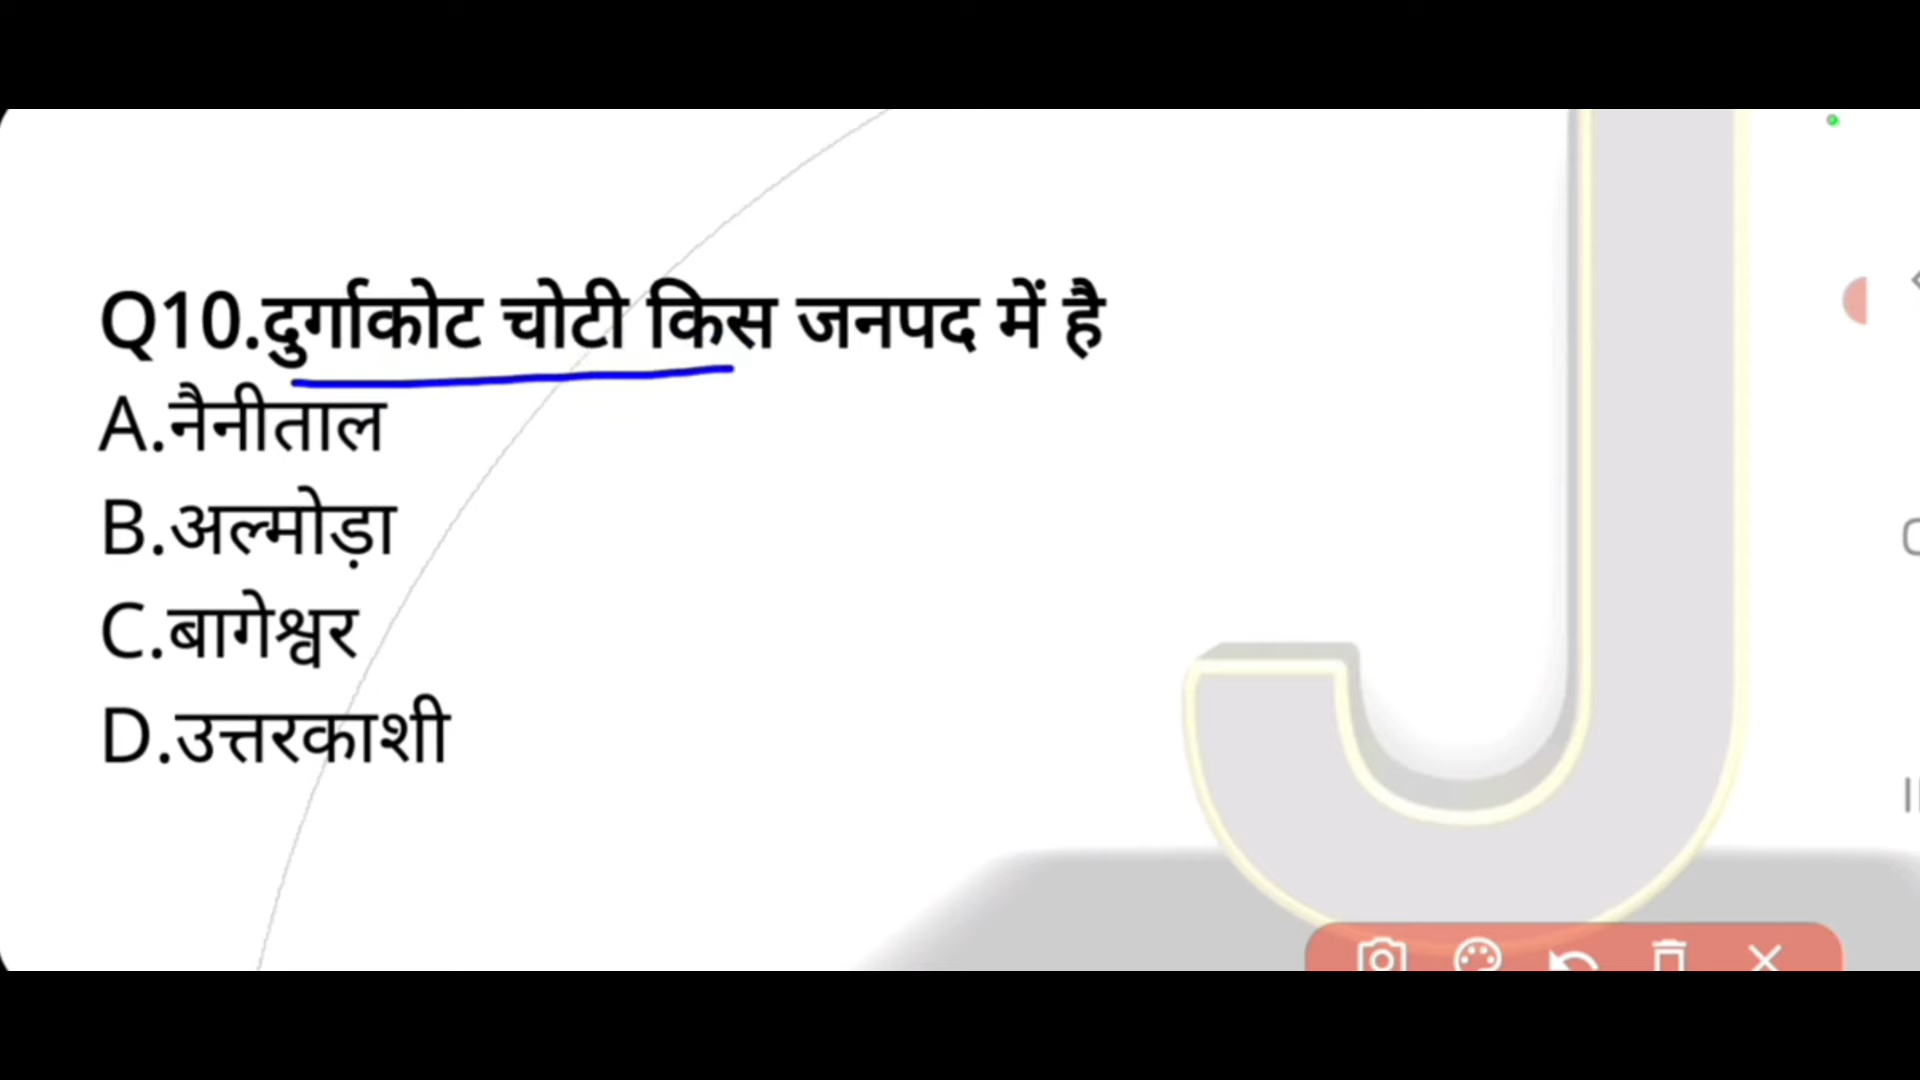 Q10.दुर्गाकोट चोटी किस जनपद में है
A.नैनीताल
B.अल्मोड़ा
C.बागेश्वर
D.उत्तरकाशी
J